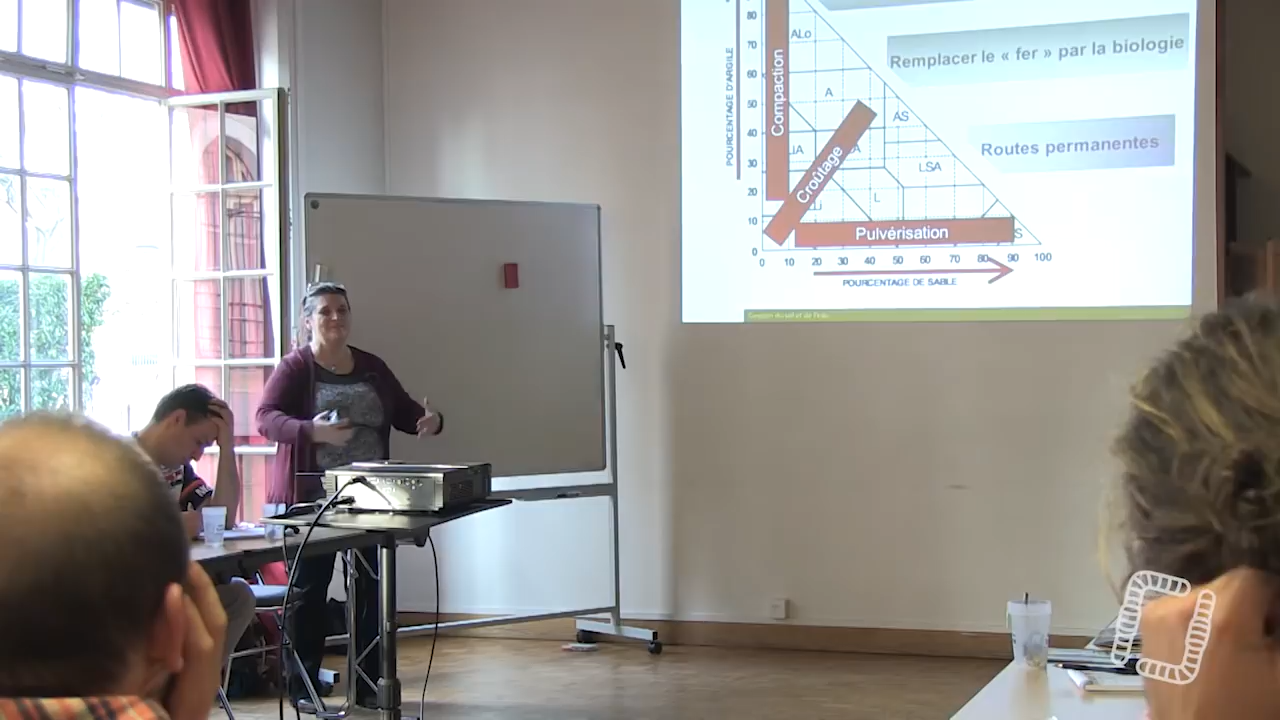 Remplacer le « fer » par la biologie
Routes permanentes
POURCENTAGE D'ARGILE
Compaction
Croûtage
Pulvérisation
ALo
A
AS
LSA
L
S
80
70
60
50
40
30
20
10
0
0 10 20 30 40 50 60 70 80 90 100
POURCENTAGE DE SABLE